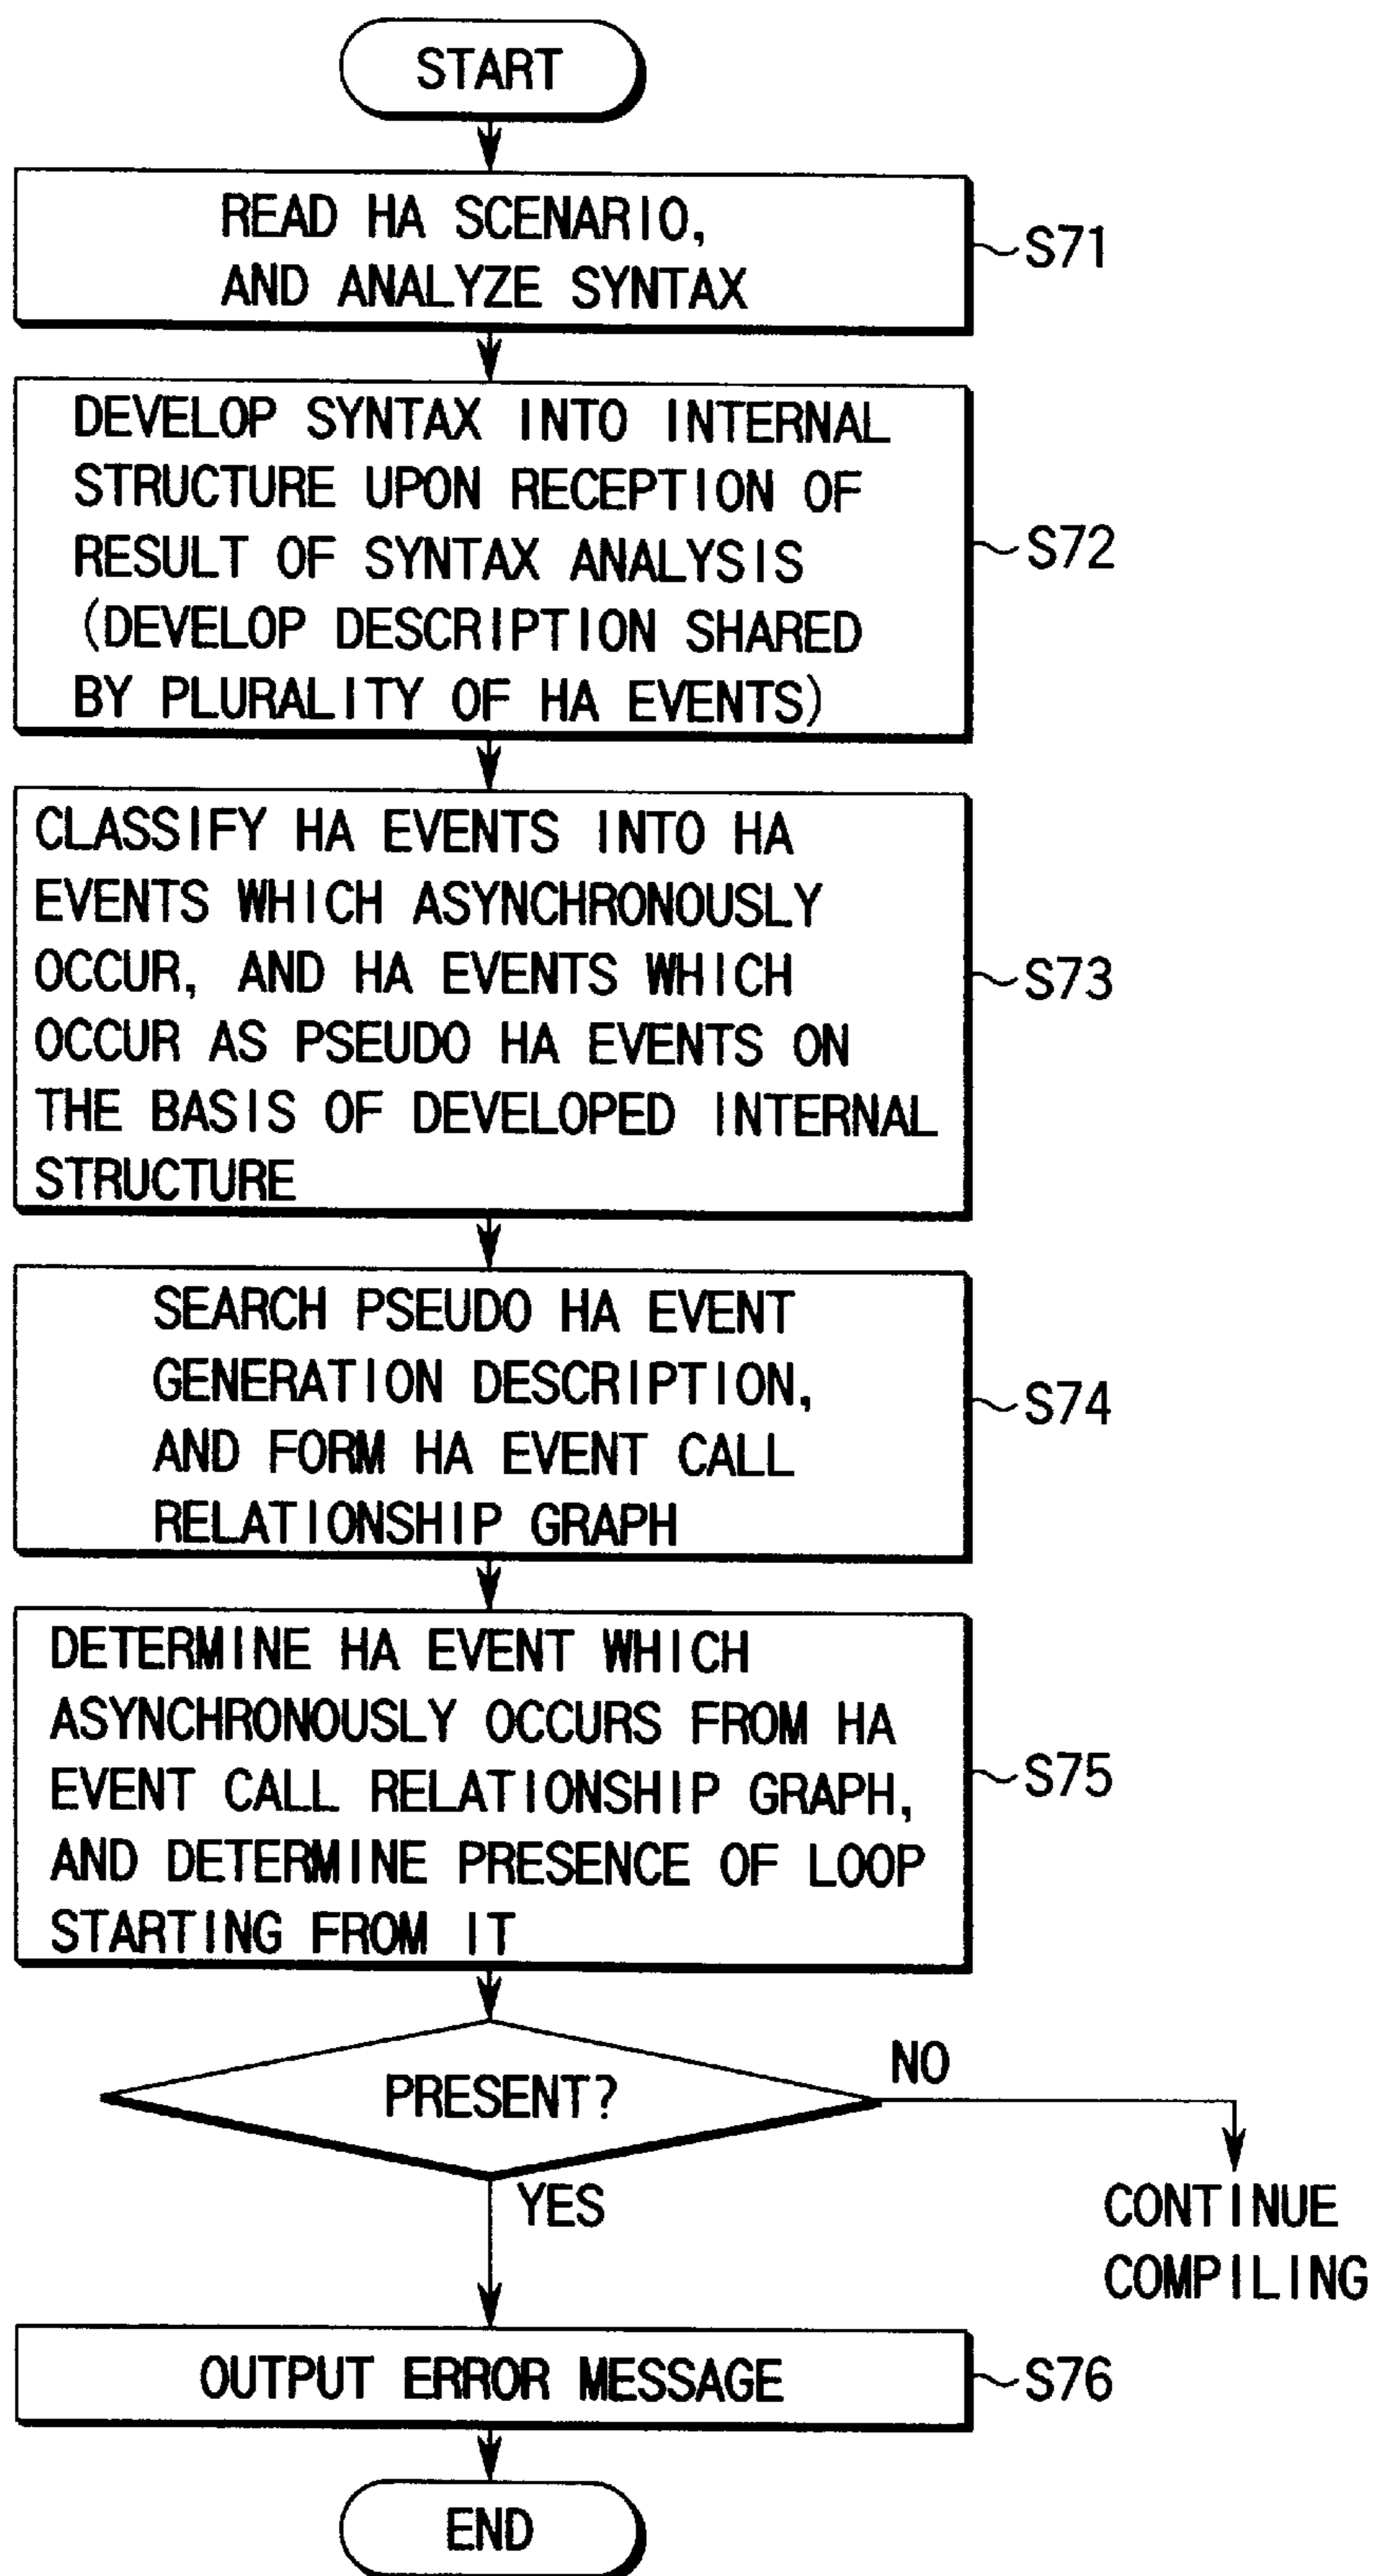 START
READ HA SCENARIO,
AND ANALYZE SYNTAX
S71
DEVELOP SYNTAX INTO INTERNAL
STRUCTURE UPON RECEPTION OF
RESULT OF SYNTAX ANALYSIS
(DEVELOP DESCRIPTION SHARED
BY PLURALITY OF HA EVENTS)
S72
CLASSIFY HA EVENTS INTO HA
EVENTS WHICH ASYNCHRONOUSLY
OCCUR, AND HA EVENTS WHICH
OCCUR AS PSEUDO HA EVENTS ON
THE BASIS OF DEVELOPED INTERNAL
STRUCTURE
S73
SEARCH PSEUDO HA EVENT
GENERATION DESCRIPTION,
AND FORM HA EVENT CALL
RELATIONSHIP GRAPH
S74
DETERMINE HA EVENT WHICH
ASYNCHRONOUSLY OCCURS FROM HA
EVENT CALL RELATIONSHIP GRAPH,
AND DETERMINE PRESENCE OF LOOP
STARTING FROM IT
S75
PRESENT?
NO
YES
CONTINUE
COMPILING
OUTPUT ERROR MESSAGE
S76
END